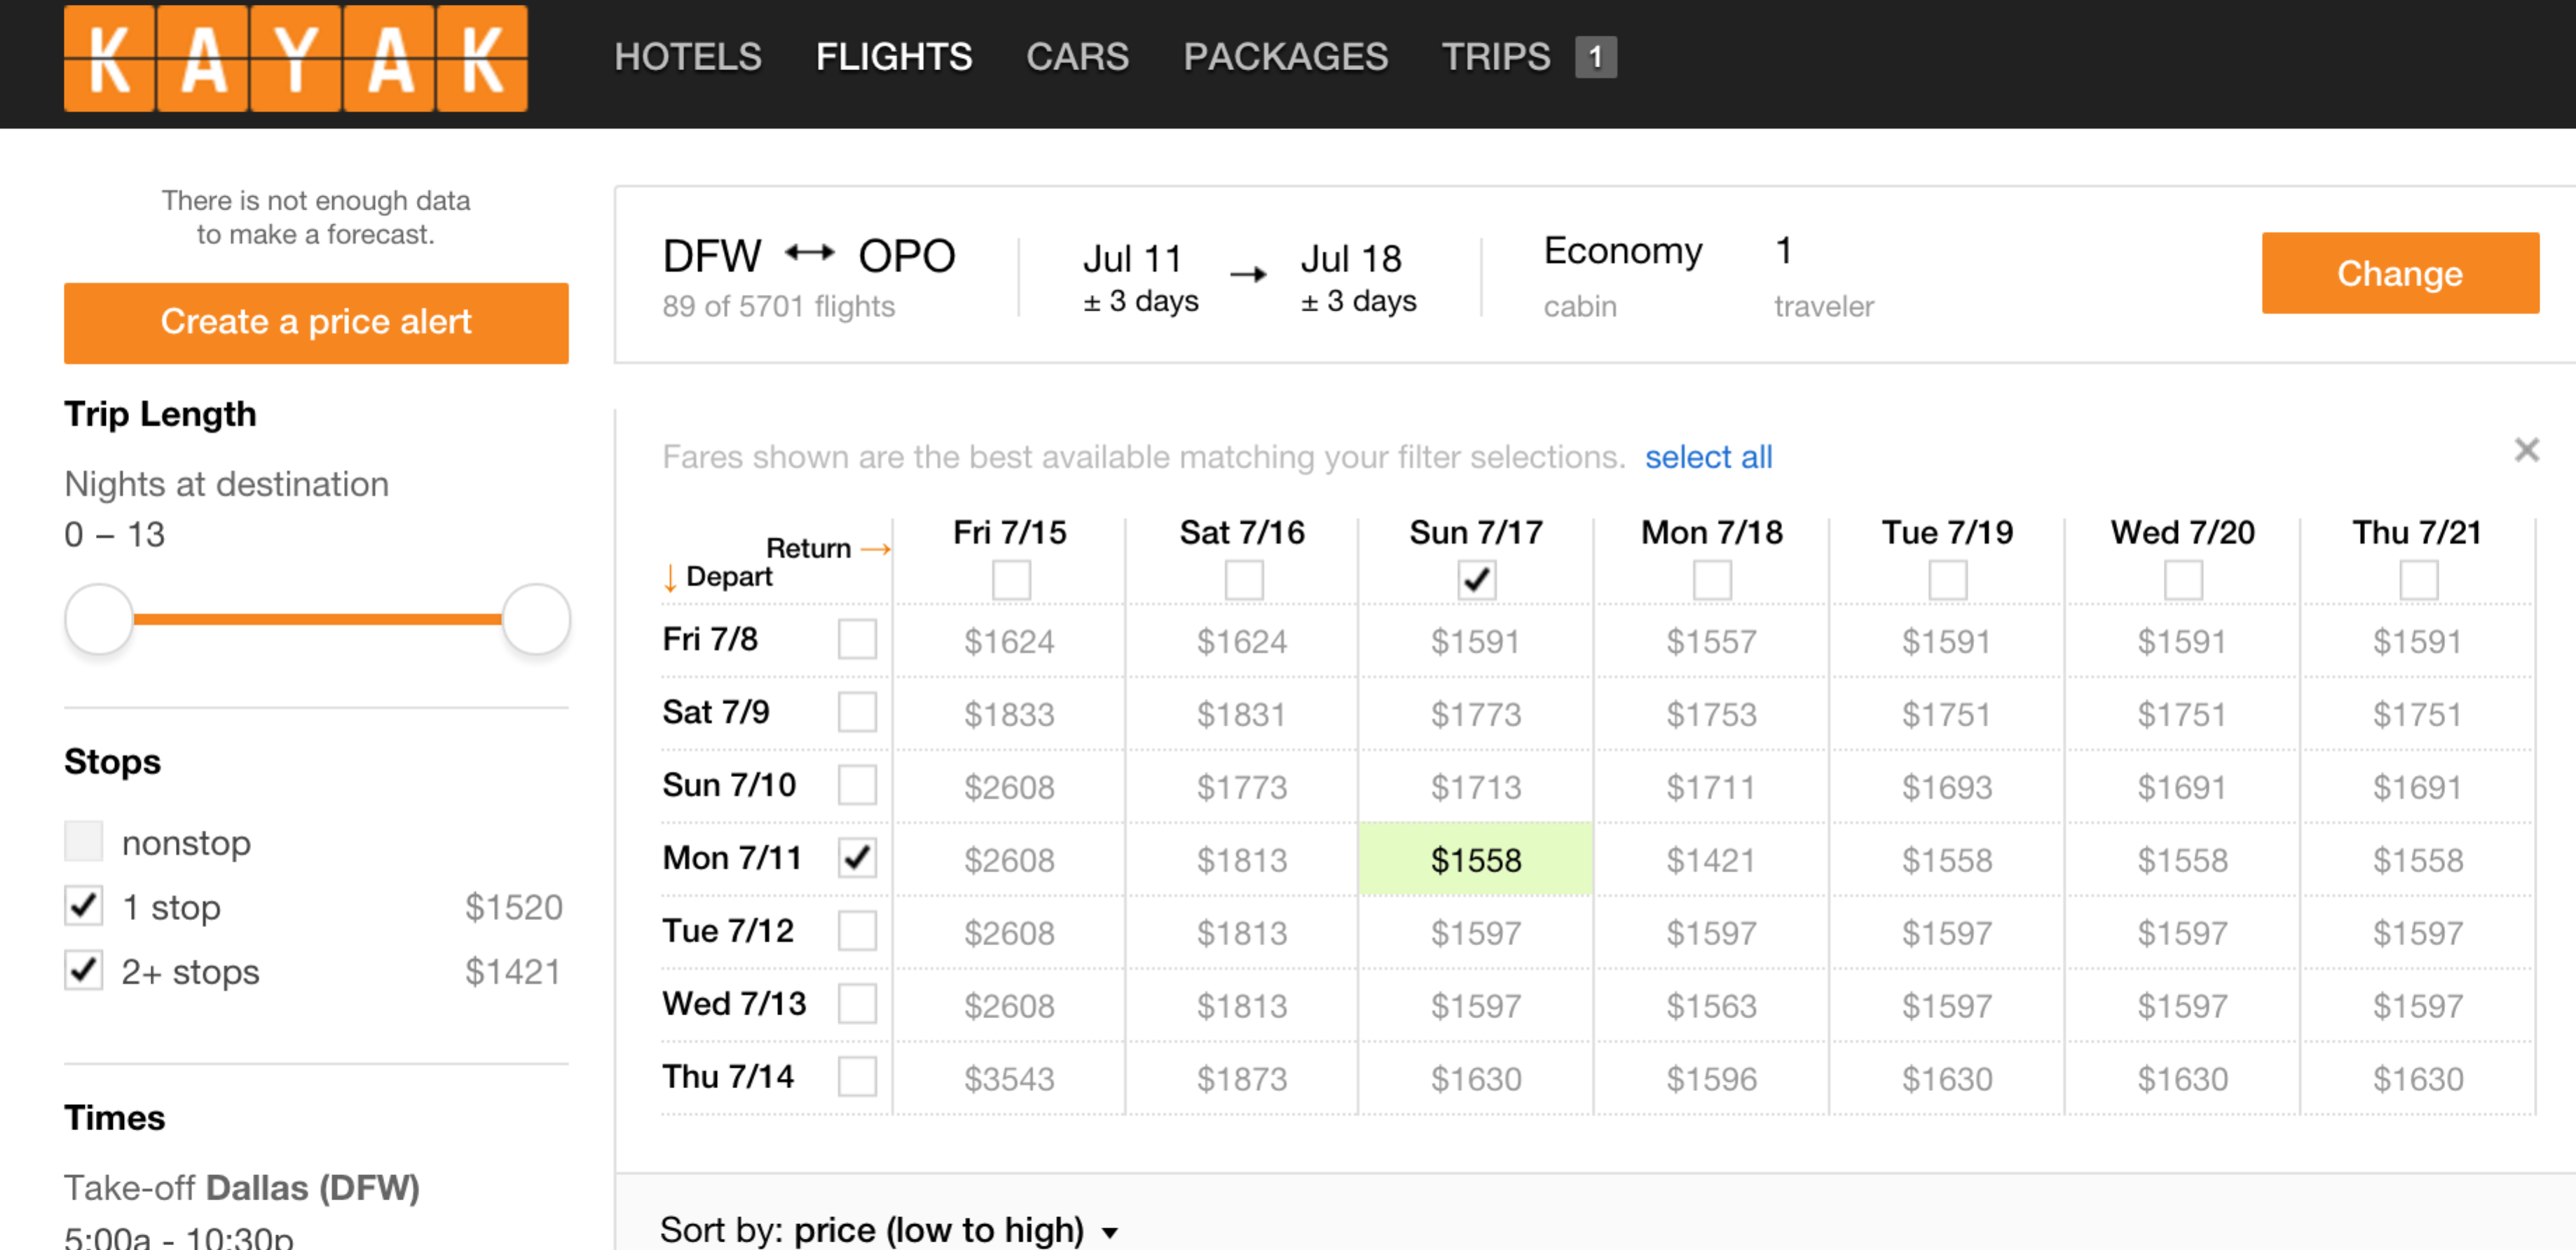 KAYAK HOTELS FLIGHTS CARS PACKAGES TRIPS 1
There is not enough data
to make a forecast.
Create a price alert
Trip Length
Nights at destination
0 – 13
Stops
nonstop
1 stop $1520
2+ stops $1421
Times
Take-off Dallas (DFW)
5:00a - 10:30p
DFW ↔ OPO
89 of 5701 flights
Jul 11 → Jul 18
± 3 days ± 3 days
Economy 1
cabin traveler
Change
Fares shown are the best available matching your filter selections. select all ×
Return → Fri 7/15 Sat 7/16 Sun 7/17 Mon 7/18 Tue 7/19 Wed 7/20 Thu 7/21
↓ Depart
Fri 7/8 $1624 $1624 $1591 $1557 $1591 $1591 $1591
Sat 7/9 $1833 $1831 $1773 $1753 $1751 $1751 $1751
Sun 7/10 $2608 $1773 $1713 $1711 $1693 $1691 $1691
Mon 7/11 $2608 $1813 $1558 $1421 $1558 $1558 $1558
Tue 7/12 $2608 $1813 $1597 $1597 $1597 $1597 $1597
Wed 7/13 $2608 $1813 $1597 $1563 $1597 $1597 $1597
Thu 7/14 $3543 $1873 $1630 $1596 $1630 $1630 $1630
Sort by: price (low to high)